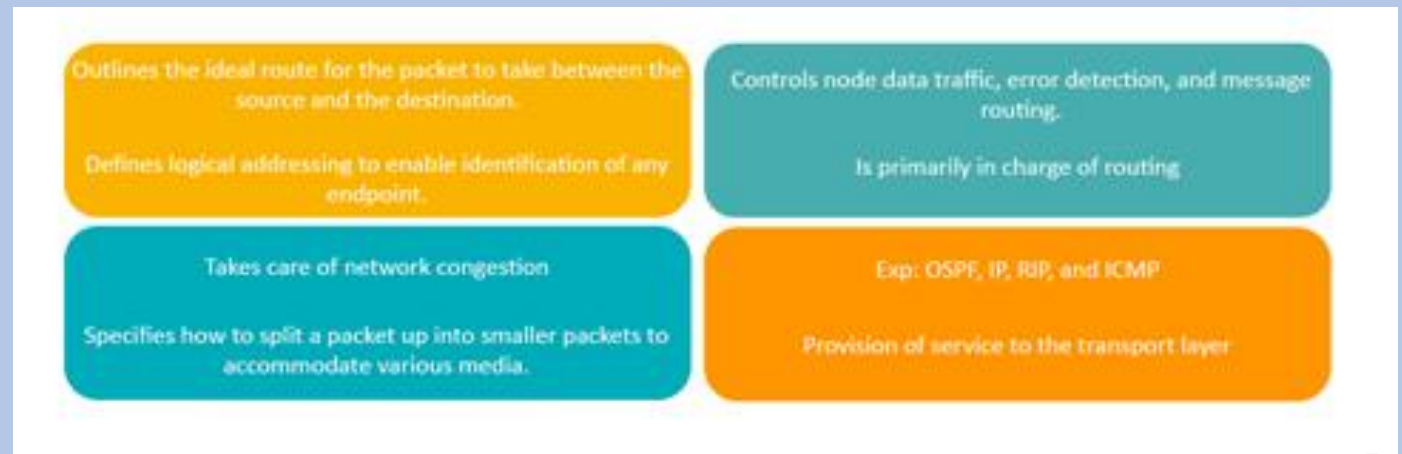 Outlines the ideal route for the packet to take between the
source and the destination.
Defines logical addressing to enable identification of any
endpoint.
Controls node data traffic, error detection, and message
routing.
Is primarily in charge of routing
Takes care of network congestion
Specifies how to split a packet up into smaller packets to
accommodate various media.
Exp: OSPF, IP, RIP, and ICMP
Provision of service to the transport layer